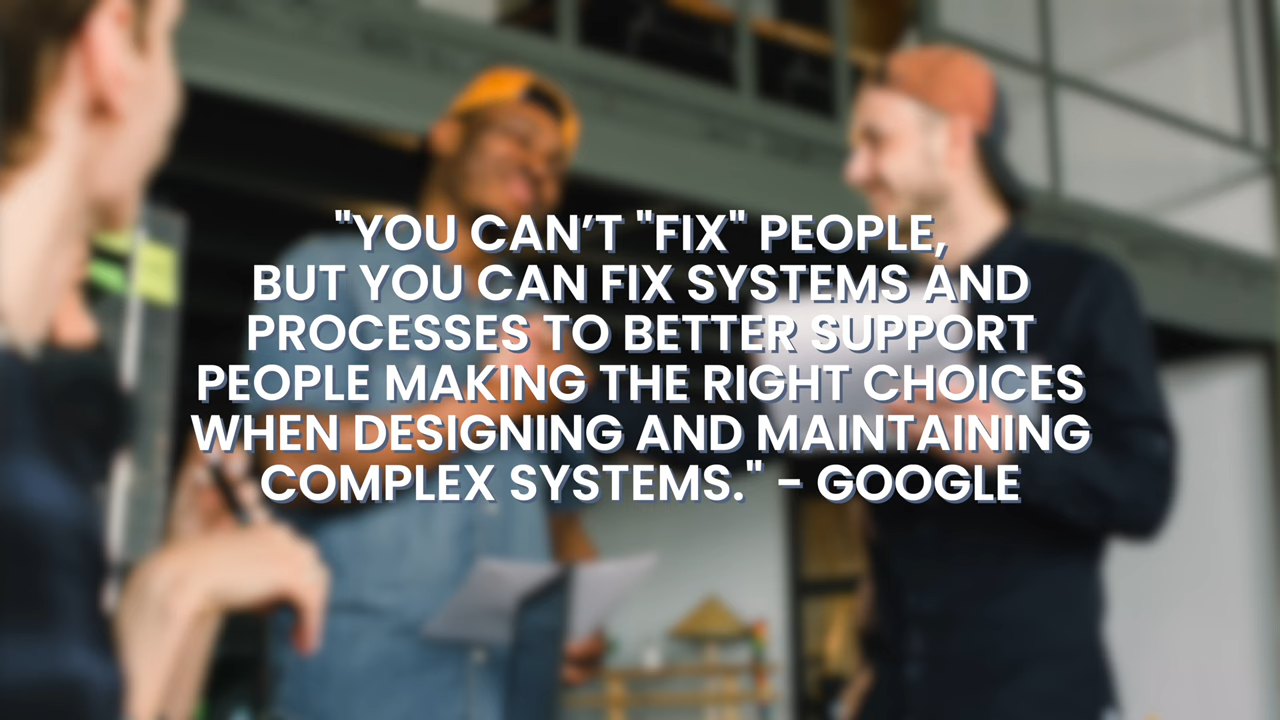 "YOU CAN’T "FIX" PEOPLE,
BUT YOU CAN FIX SYSTEMS AND
PROCESSES TO BETTER SUPPORT
PEOPLE MAKING THE RIGHT CHOICES
WHEN DESIGNING AND MAINTAINING
COMPLEX SYSTEMS." - GOOGLE